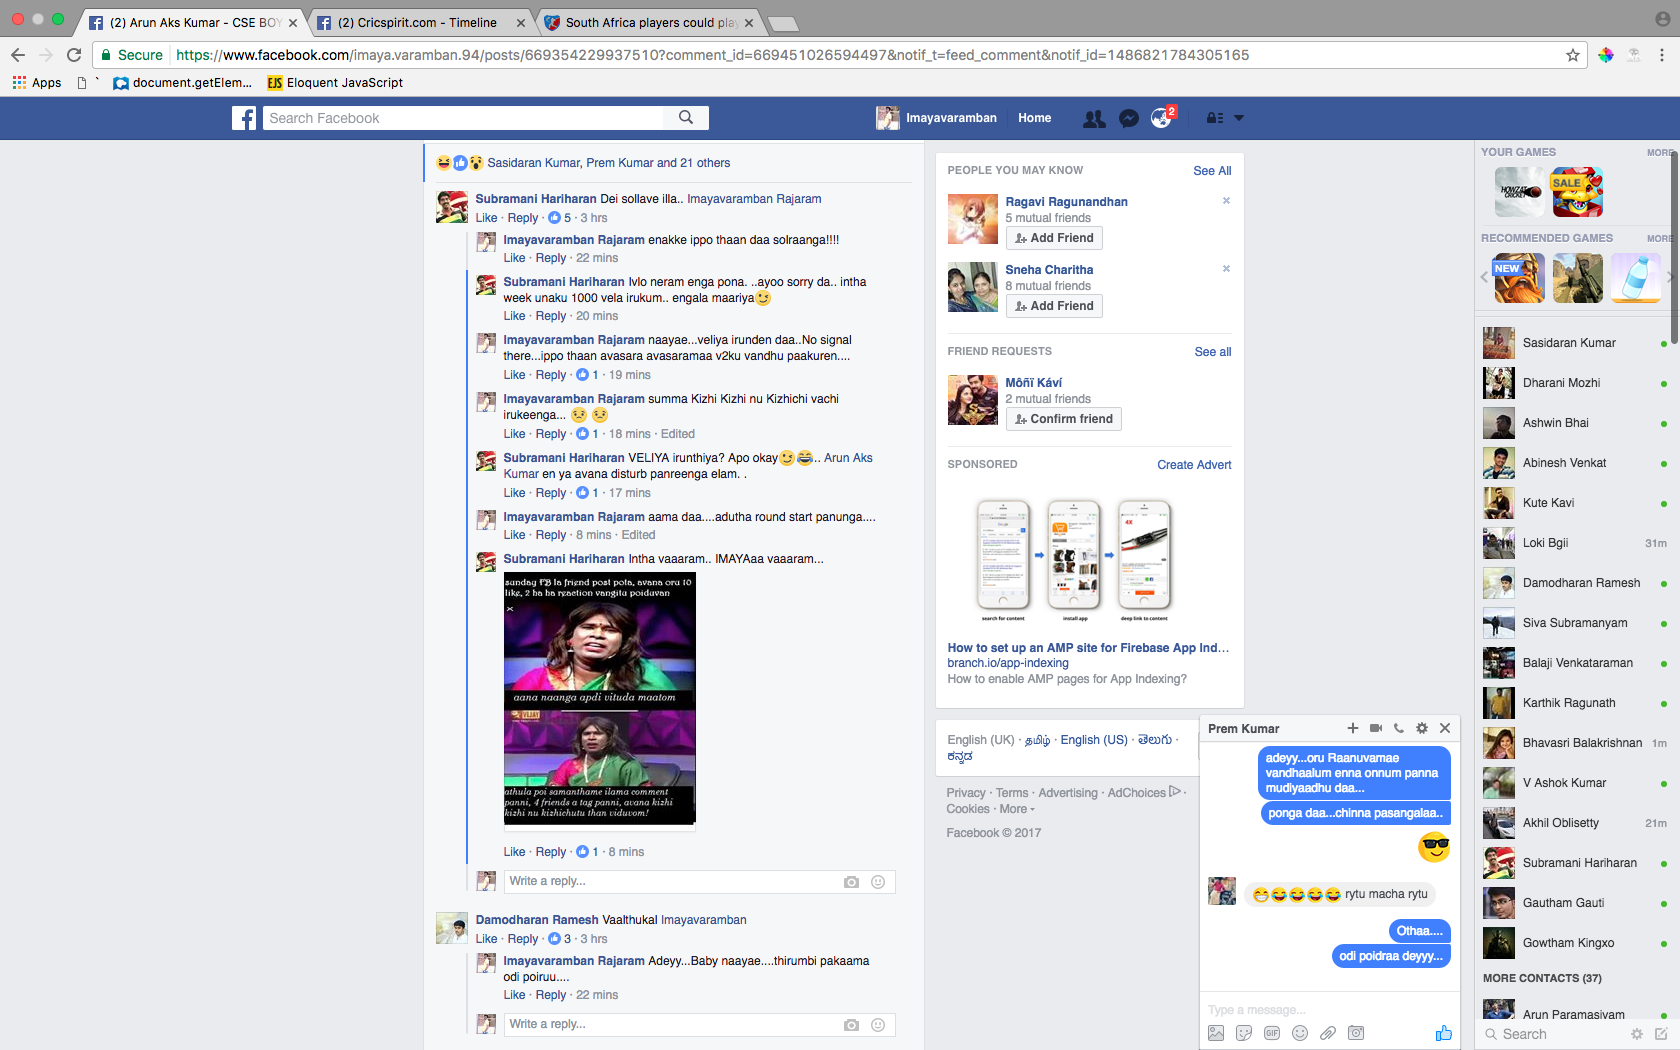 (2) Arun Aks Kumar - CSE BOY
(2) Cricspirit.com - Timeline
South Africa players could play
Secure
https://www.facebook.com/imaya.varamban.94/posts/669354229937510?comment_id=669451026594497&notif_t=feed_comment&notif_id=1486821784305165
Apps
document.getElem...
EJS Eloquent JavaScript
Search Facebook
Imayavaramban
Home
2
Sasidaran Kumar, Prem Kumar and 21 others
Subramani Hariharan Dei sollave illa.. Imayavaramban Rajaram
Like · Reply · 5 · 3 hrs
Imayavaramban Rajaram enakke ippo thaan daa solraanga!!!!
Like · Reply · 22 mins
Subramani Hariharan Ivlo neram enga pona. ..ayoo sorry da.. intha
week unaku 1000 vela irukum.. engala maariya😉
Like · Reply · 20 mins
Imayavaramban Rajaram naayae...veliya irunden daa..No signal
there...ippo thaan avasara avasaramaa v2ku vandhu paakuren....
Like · Reply · 1 · 19 mins
Imayavaramban Rajaram summa Kizhi Kizhi nu Kizhichi vachi
irukeenga... 😣 😣
Like · Reply · 1 · 18 mins · Edited
Subramani Hariharan VELIYA irunthiya? Apo okay😉😂.. Arun Aks
Kumar en ya avana disturb panreenga elam. .
Like · Reply · 1 · 17 mins
Imayavaramban Rajaram aama daa....adutha round start panunga....
Like · Reply · 8 mins · Edited
Subramani Hariharan Intha vaaaram.. IMAYAaa vaaaram...
sunday FB la friend post pota, avana oru 10
like, 2 ha ha reaction vangitu poiduvan
aana naanga apdi vituda maatom
VIJAY
athula poi samanthame ilama comment
panni, 4 friends a tag panni, avana kizhi
kizhi nu kizhichutu than viduvom!
Like · Reply · 1 · 8 mins
Write a reply...
Damodharan Ramesh Vaalthukal Imayavaramban
Like · Reply · 3 · 3 hrs
Imayavaramban Rajaram Adeyy...Baby naayae....thirumbi pakaama
odi poiruu....
Like · Reply · 22 mins
Write a reply...
PEOPLE YOU MAY KNOW
See All
Ragavi Ragunandhan
5 mutual friends
Add Friend
Sneha Charitha
8 mutual friends
Add Friend
FRIEND REQUESTS
See all
Môñï Káví
2 mutual friends
Confirm friend
SPONSORED
Create Advert
4X
search for content
install app
deep link to content
How to set up an AMP site for Firebase App Ind...
branch.io/app-indexing
How to enable AMP pages for App Indexing?
English (UK) · தமிழ் · English (US) · తెలుగు ·
ಕನ್ನಡ
Privacy · Terms · Advertising · AdChoices ·
Cookies · More
Facebook © 2017
Prem Kumar
adeyy...oru Raanuvamae
vandhaalum enna onnum panna
mudiyaadhu daa...
ponga daa...chinna pasangalaa..
😁😂😂😂😂 rytu macha rytu
Othaa....
odi poidraa deyyy...
Type a message...
GIF
YOUR GAMES
MORE
HOWZAT
CRICKET
SALE
RECOMMENDED GAMES
MORE
NEW
Sasidaran Kumar
Dharani Mozhi
Ashwin Bhai
Abinesh Venkat
Kute Kavi
Loki Bgii 31m
Damodharan Ramesh
Siva Subramanyam
Balaji Venkataraman
Karthik Ragunath
Bhavasri Balakrishnan 1m
V Ashok Kumar
Akhil Oblisetty 21m
Subramani Hariharan
Gautham Gauti
Gowtham Kingxo
MORE CONTACTS (37)
Arun Paramasivam
Search